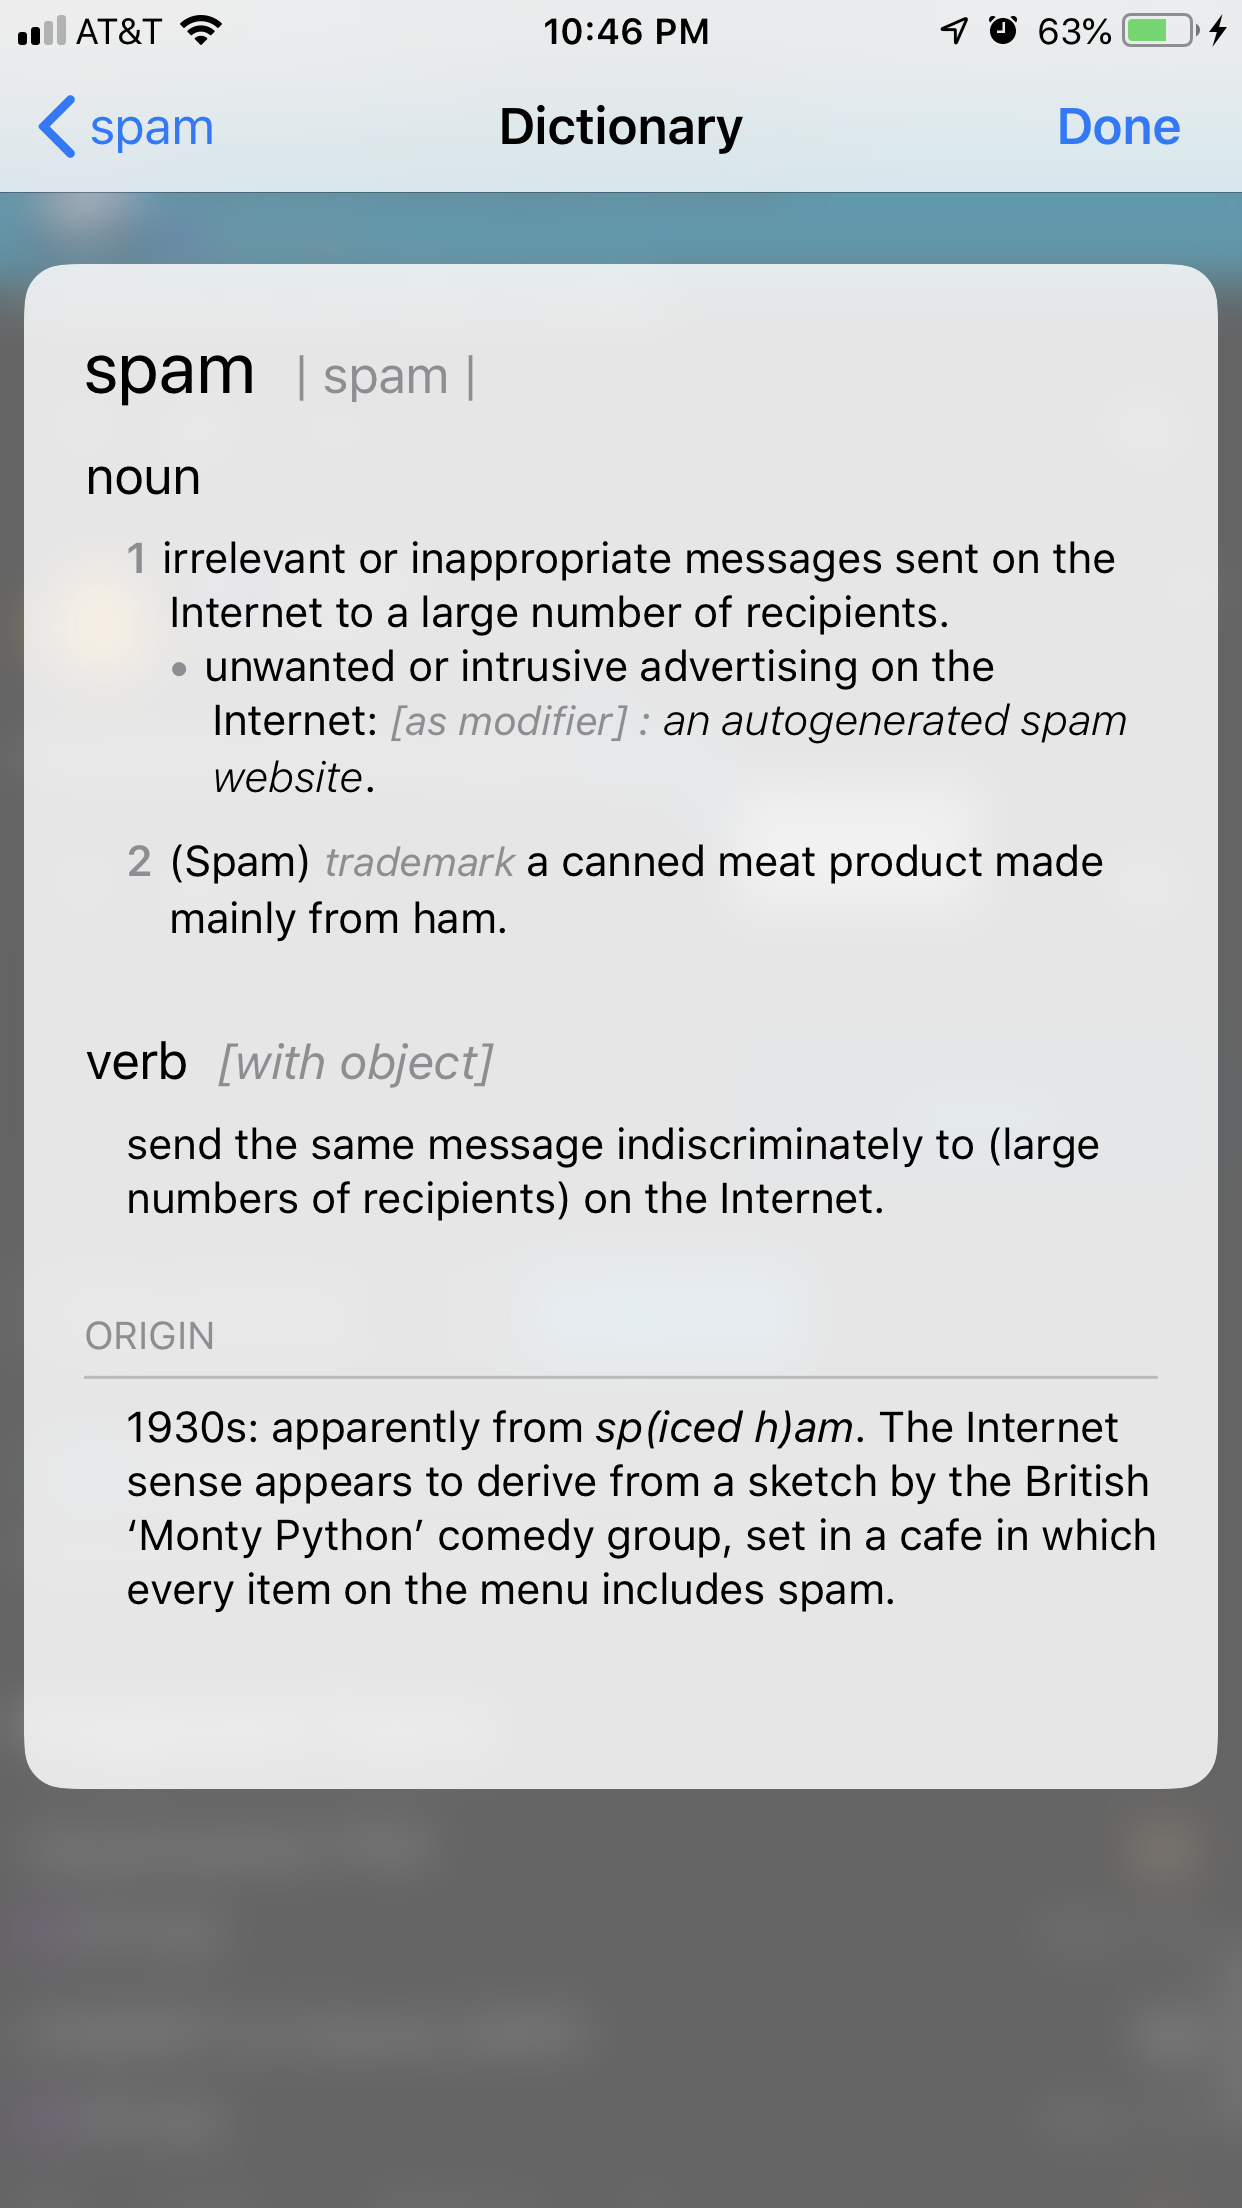 AT&T 10:46 PM 63%
spam Dictionary Done
spam | spam |
noun
1 irrelevant or inappropriate messages sent on the
Internet to a large number of recipients.
• unwanted or intrusive advertising on the
Internet: [as modifier] : an autogenerated spam
website.
2 (Spam) trademark a canned meat product made
mainly from ham.
verb [with object]
send the same message indiscriminately to (large
numbers of recipients) on the Internet.
ORIGIN
1930s: apparently from sp(iced h)am. The Internet
sense appears to derive from a sketch by the British
‘Monty Python’ comedy group, set in a cafe in which
every item on the menu includes spam.